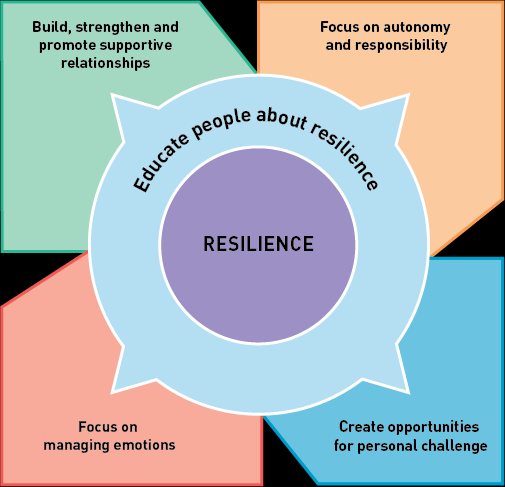 Build, strengthen and
promote supportive
relationships
Focus on autonomy
and responsibility
Educate people about resilience
RESILIENCE
Focus on
managing emotions
Create opportunities
for personal challenge